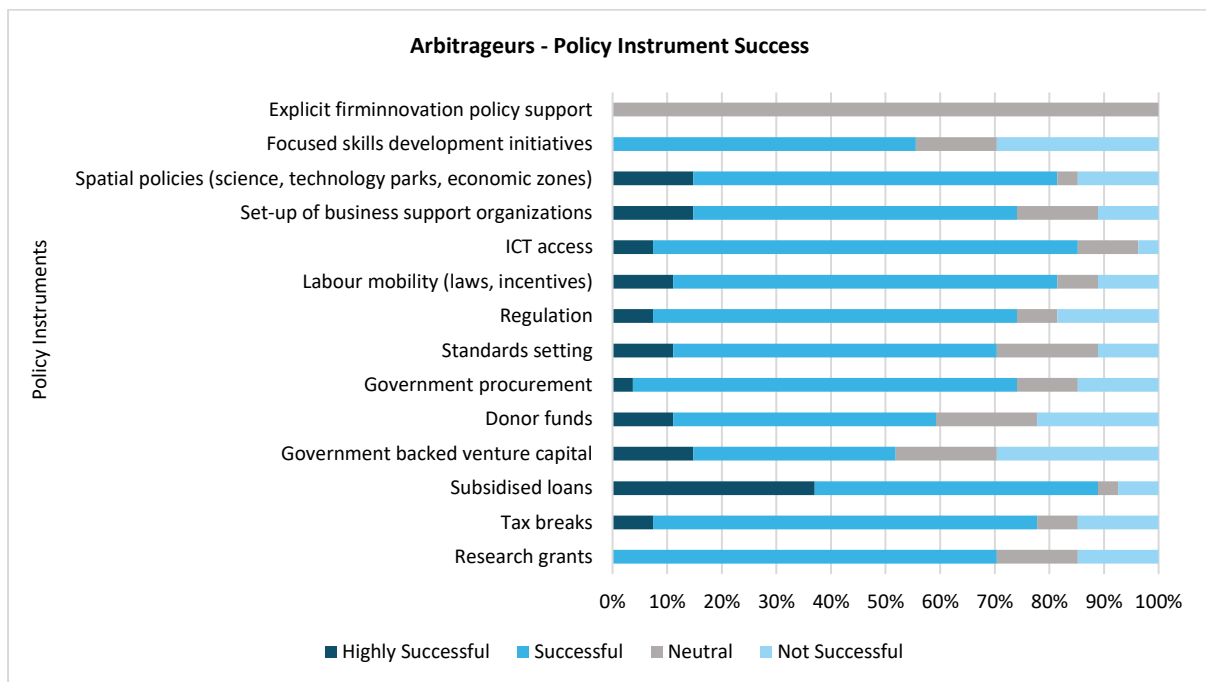 Arbitrageurs - Policy Instrument Success
Policy Instruments
Explicit firminnovation policy support
Focused skills development initiatives
Spatial policies (science, technology parks, economic zones)
Set-up of business support organizations
ICT access
Labour mobility (laws, incentives)
Regulation
Standards setting
Government procurement
Donor funds
Government backed venture capital
Subsidised loans
Tax breaks
Research grants
0% 10% 20% 30% 40% 50% 60% 70% 80% 90% 100%
Highly Successful Successful Neutral Not Successful